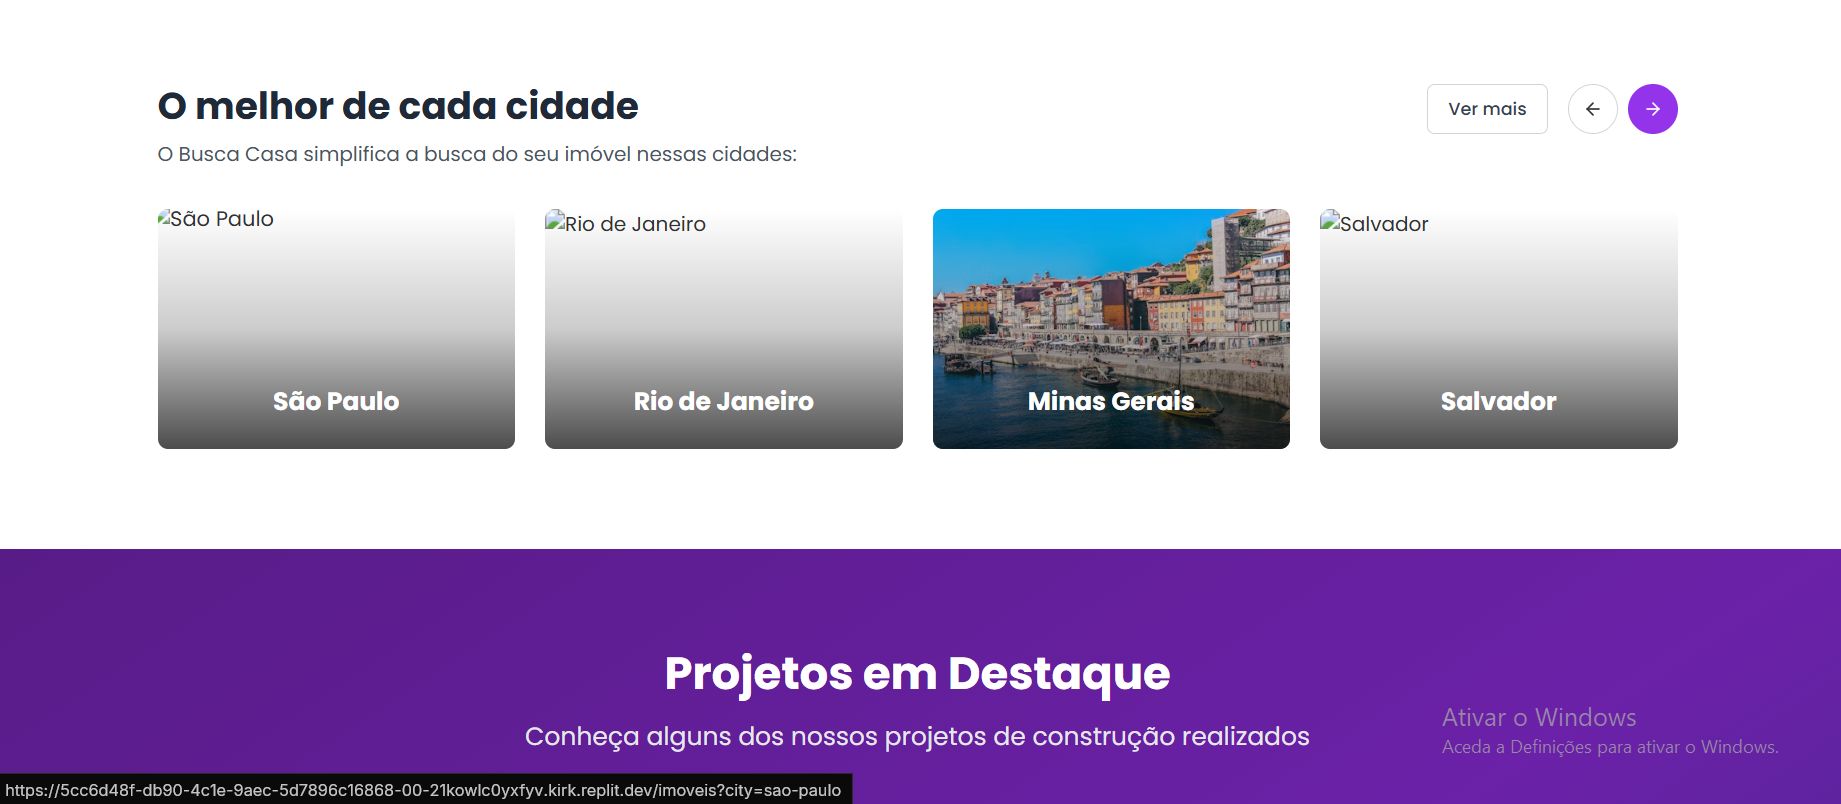 O melhor de cada cidade
Ver mais
O Busca Casa simplifica a busca do seu imóvel nessas cidades:
São Paulo
Rio de Janeiro
Salvador
São Paulo
Rio de Janeiro
Minas Gerais
Salvador
Projetos em Destaque
Conheça alguns dos nossos projetos de construção realizados
Ativar o Windows
Aceda a Definições para ativar o Windows.
https://5cc6d48f-db90-4c1e-9aec-5d7896c16868-00-21kowlc0yxfyv.kirk.replit.dev/imoveis?city=sao-paulo